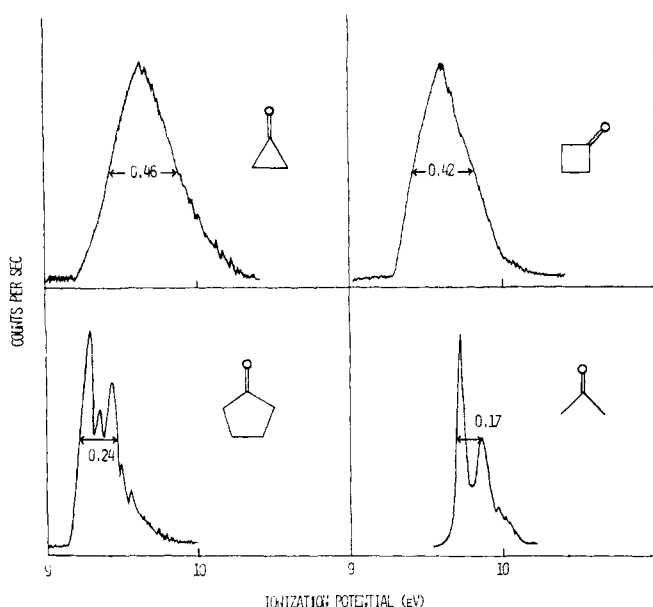 COUNTS PER SEC
0.46
0.42
0.24
0.17
9 10 9 10
IONIZATION POTENTIAL (eV)